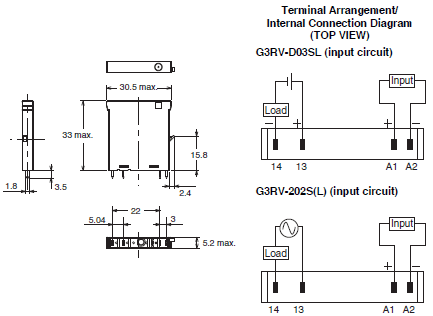 Terminal Arrangement/
Internal Connection Diagram
(TOP VIEW)
G3RV-D03SL (input circuit)
Input
Load
− + + −
14 13 A1 A2
G3RV-202S(L) (input circuit)
Input
Load
+ −
14 13 A1 A2
30.5 max.
33 max.
15.8
2.4
1.8
3.5
22
5.04
3
5.2 max.